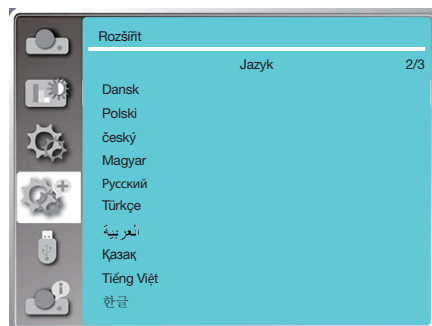 Rozšířit
Jazyk 2/3
Dansk
Polski
český
Magyar
Русский
Türkçe
العربية
Қазақ
Tiếng Việt
한글